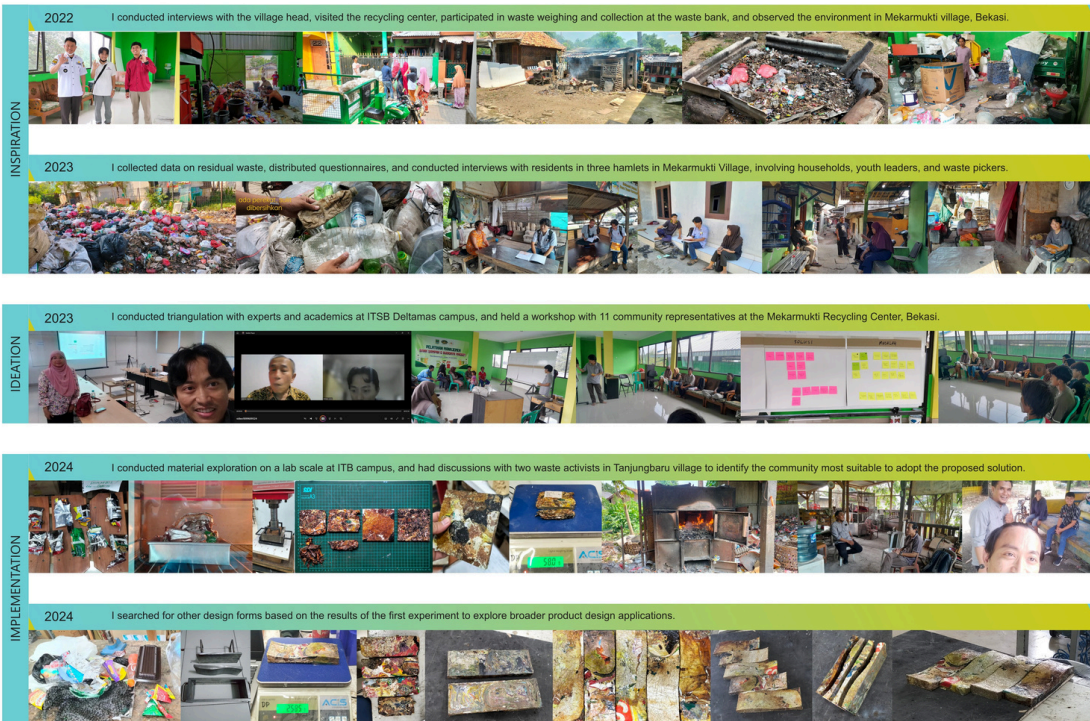 2022
I conducted interviews with the village head, visited the recycling center, participated in waste weighing and collection at the waste bank, and observed the environment in Mekarmukti village, Bekasi.
INSPIRATION
2023
I collected data on residual waste, distributed questionnaires, and conducted interviews with residents in three hamlets in Mekarmukti Village, involving households, youth leaders, and waste pickers.
dibersihkan
2023
I conducted triangulation with experts and academics at ITSB Deltamas campus, and held a workshop with 11 community representatives at the Mekarmukti Recycling Center, Bekasi.
IDEATION
2024
I conducted material exploration on a lab scale at ITB campus, and had discussions with two waste activists in Tanjungbaru village to identify the community most suitable to adopt the proposed solution.
ACIS
IMPLEMENTATION
2024
I searched for other design forms based on the results of the first experiment to explore broader product design applications.
ACIS